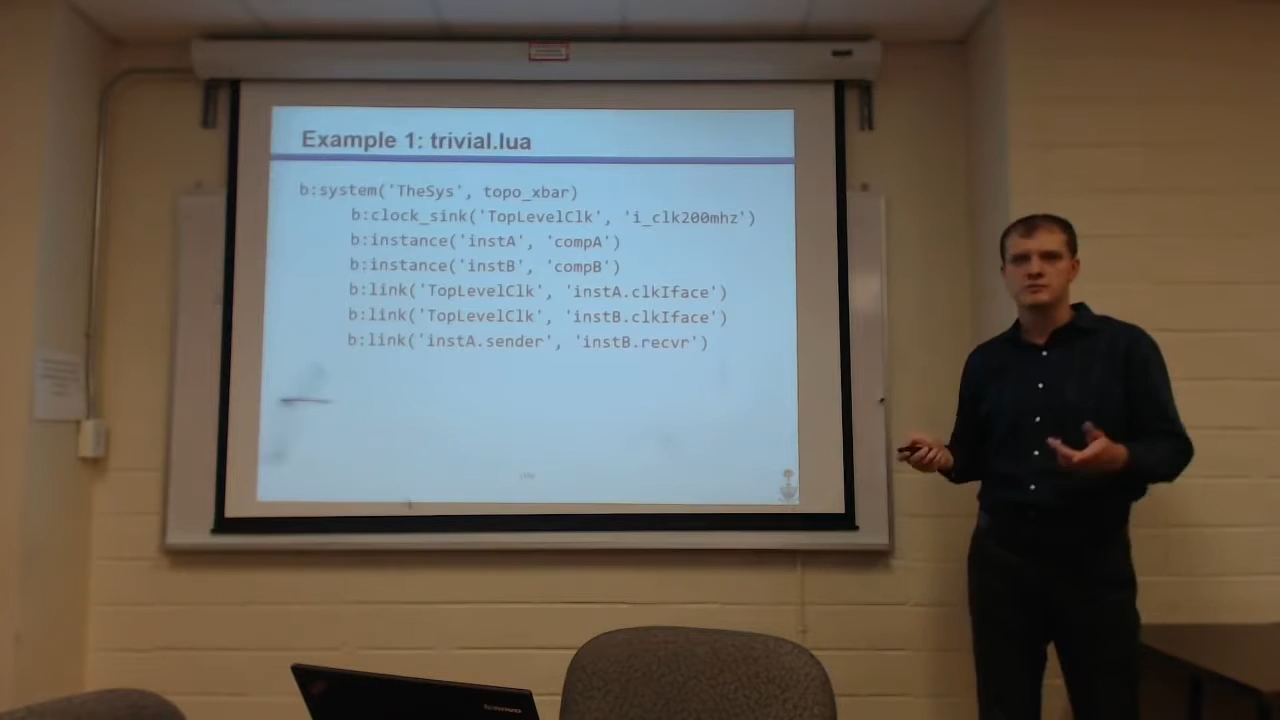 Example 1: trivial.lua
b:system('TheSys', topo_xbar)
b:clock_sink('TopLevelClk', 'i_clk200mhz')
b:instance('instA', 'compA')
b:instance('instB', 'compB')
b:link('TopLevelClk', 'instA.clkIface')
b:link('TopLevelClk', 'instB.clkIface')
b:link('instA.sender', 'instB.recvr')
lenovo